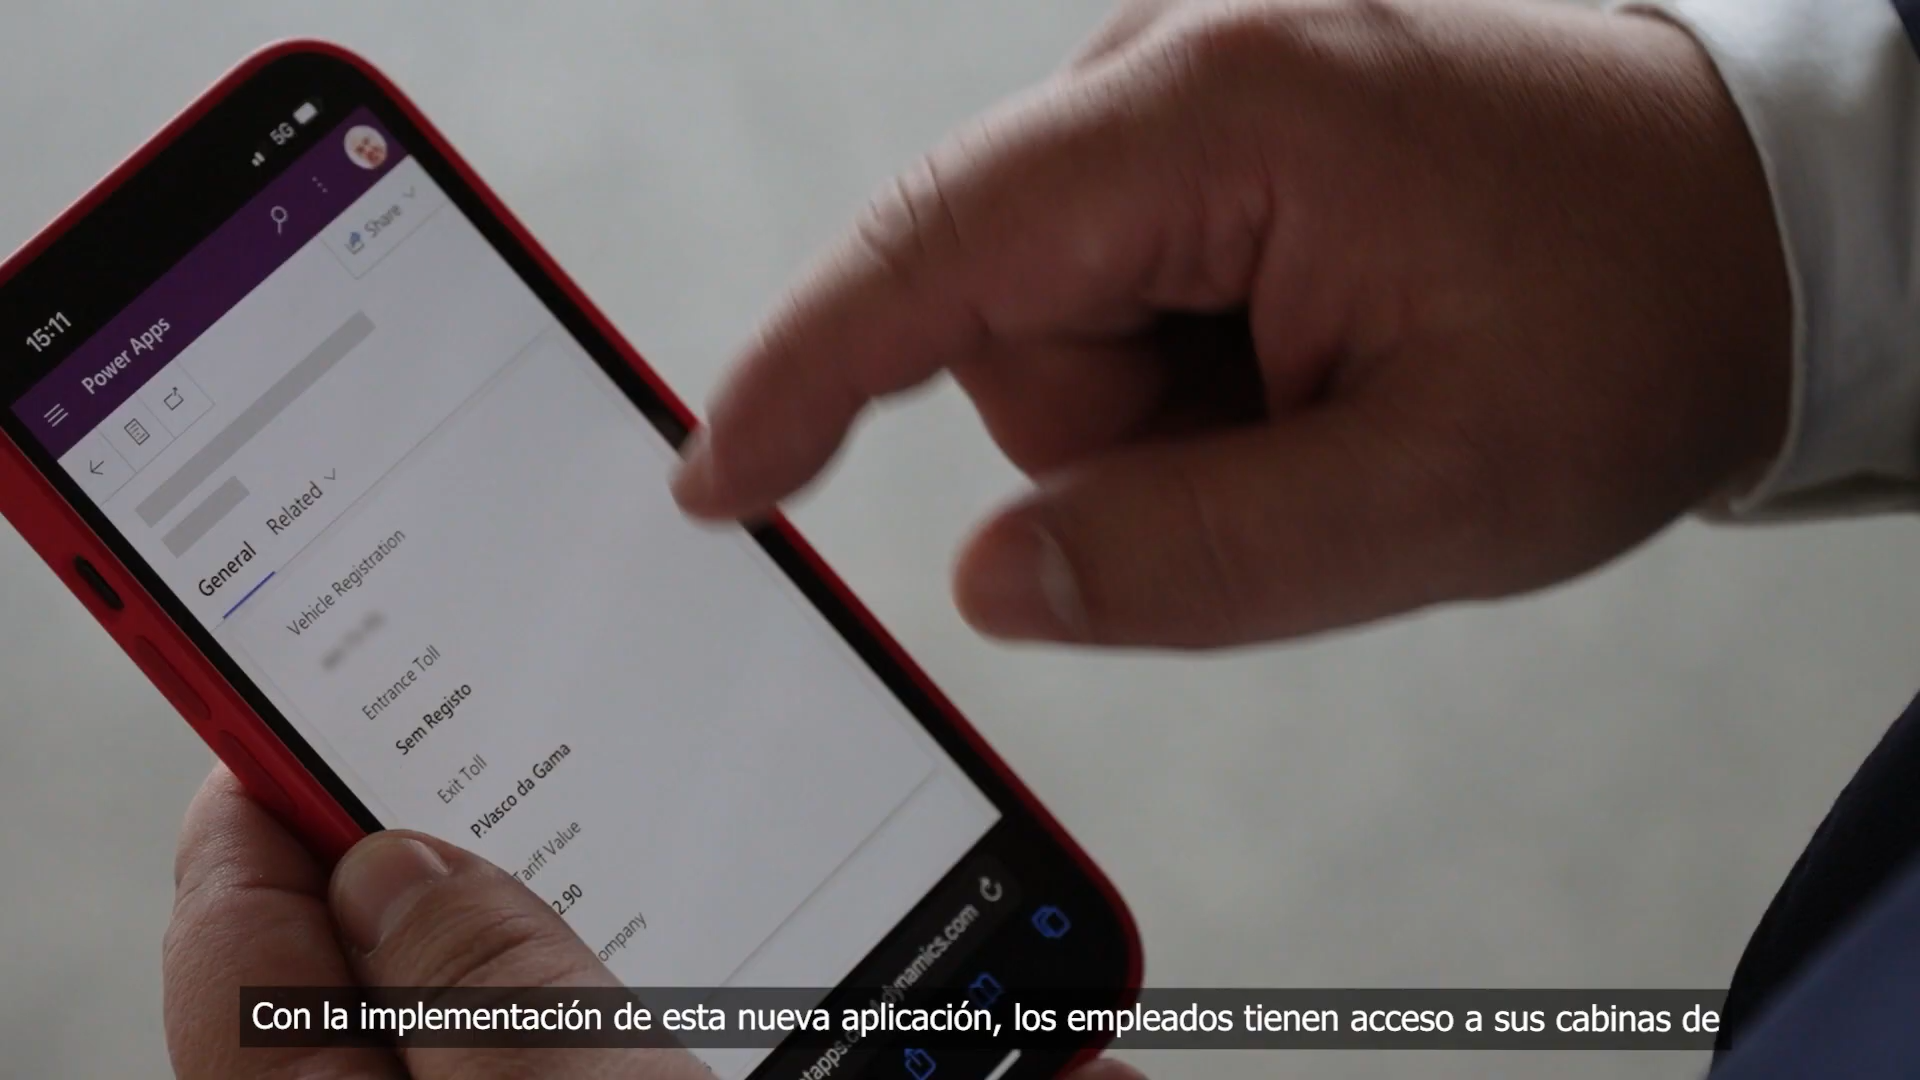 15:11
5G
Power Apps
Share
General
Related
Vehicle Registration
Entrance Toll
Sem Registo
Exit Toll
P.Vasco da Gama
Tariff Value
2.90
ompany
dynamics.com
Con la implementación de esta nueva aplicación, los empleados tienen acceso a sus cabinas de